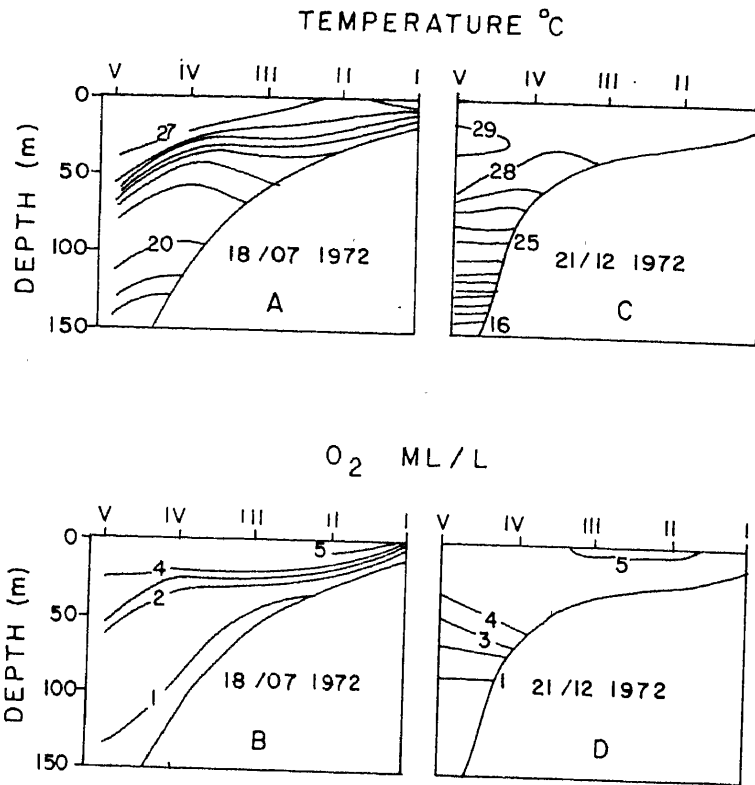 TEMPERATURE °C
V IV III II I
V IV III II
0
50
100
150
DEPTH (m)
27
20
18/07 1972
A
29
28
25
16
21/12 1972
C
O2 ML/L
V IV III II I
V IV III II I
0
50
100
150
DEPTH (m)
5
4
2
1
18/07 1972
B
5
4
3
1
21/12 1972
D